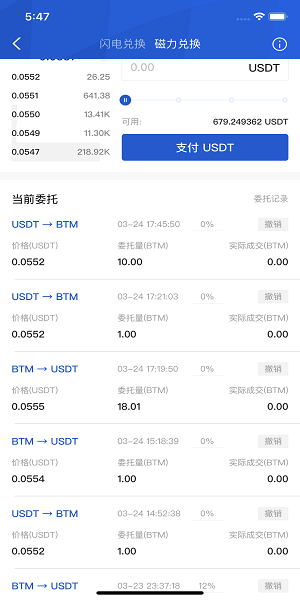 5:47
闪电兑换 磁力兑换
0.0552 26.25
0.00 USDT
0.0551 641.38
0.0550 13.41K
0.0549 11.30K
可用: 679.249362 USDT
0.0547 218.92K
支付 USDT
当前委托 委托记录
USDT → BTM 03-24 17:45:50 0% 撤销
价格(USDT) 委托量(BTM) 实际成交(BTM)
0.0552 10.00 0.00
USDT → BTM 03-24 17:21:03 0% 撤销
价格(USDT) 委托量(BTM) 实际成交(BTM)
0.0552 1.00 0.00
BTM → USDT 03-24 17:19:50 0% 撤销
价格(USDT) 委托量(BTM) 实际成交(BTM)
0.0555 18.01 0.00
BTM → USDT 03-24 15:18:39 0% 撤销
价格(USDT) 委托量(BTM) 实际成交(BTM)
0.0554 1.00 0.00
USDT → BTM 03-24 14:52:38 0% 撤销
价格(USDT) 委托量(BTM) 实际成交(BTM)
0.0552 1.00 0.00
BTM → USDT 03-23 23:37:18 12% 撤销